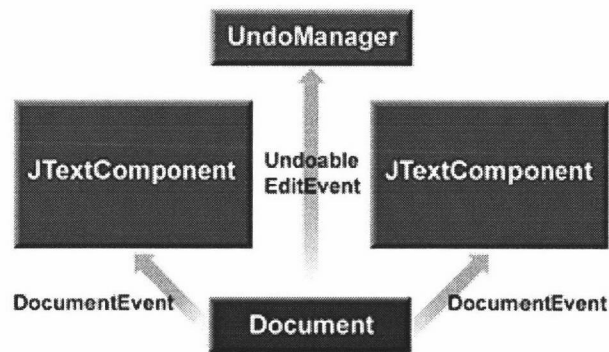 UndoManager
JTextComponent
Undoable
EditEvent
JTextComponent
DocumentEvent
Document
DocumentEvent